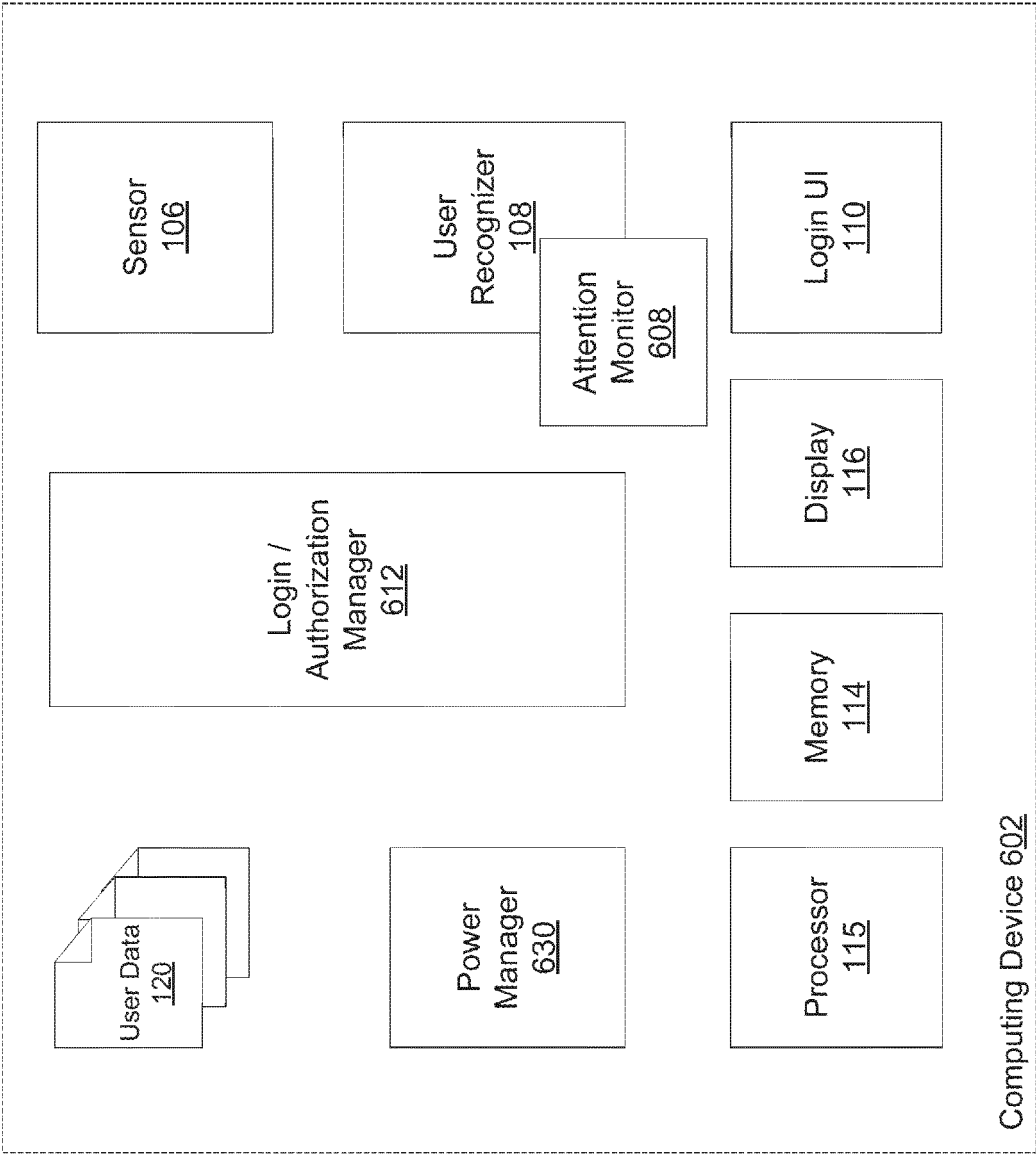 User Data
120
Login /
Authorization
Manager
612
Sensor
106
Power
Manager
630
User
Recognizer
108
Attention
Monitor
608
Processor
115
Memory
114
Display
116
Login UI
110
Computing Device 602